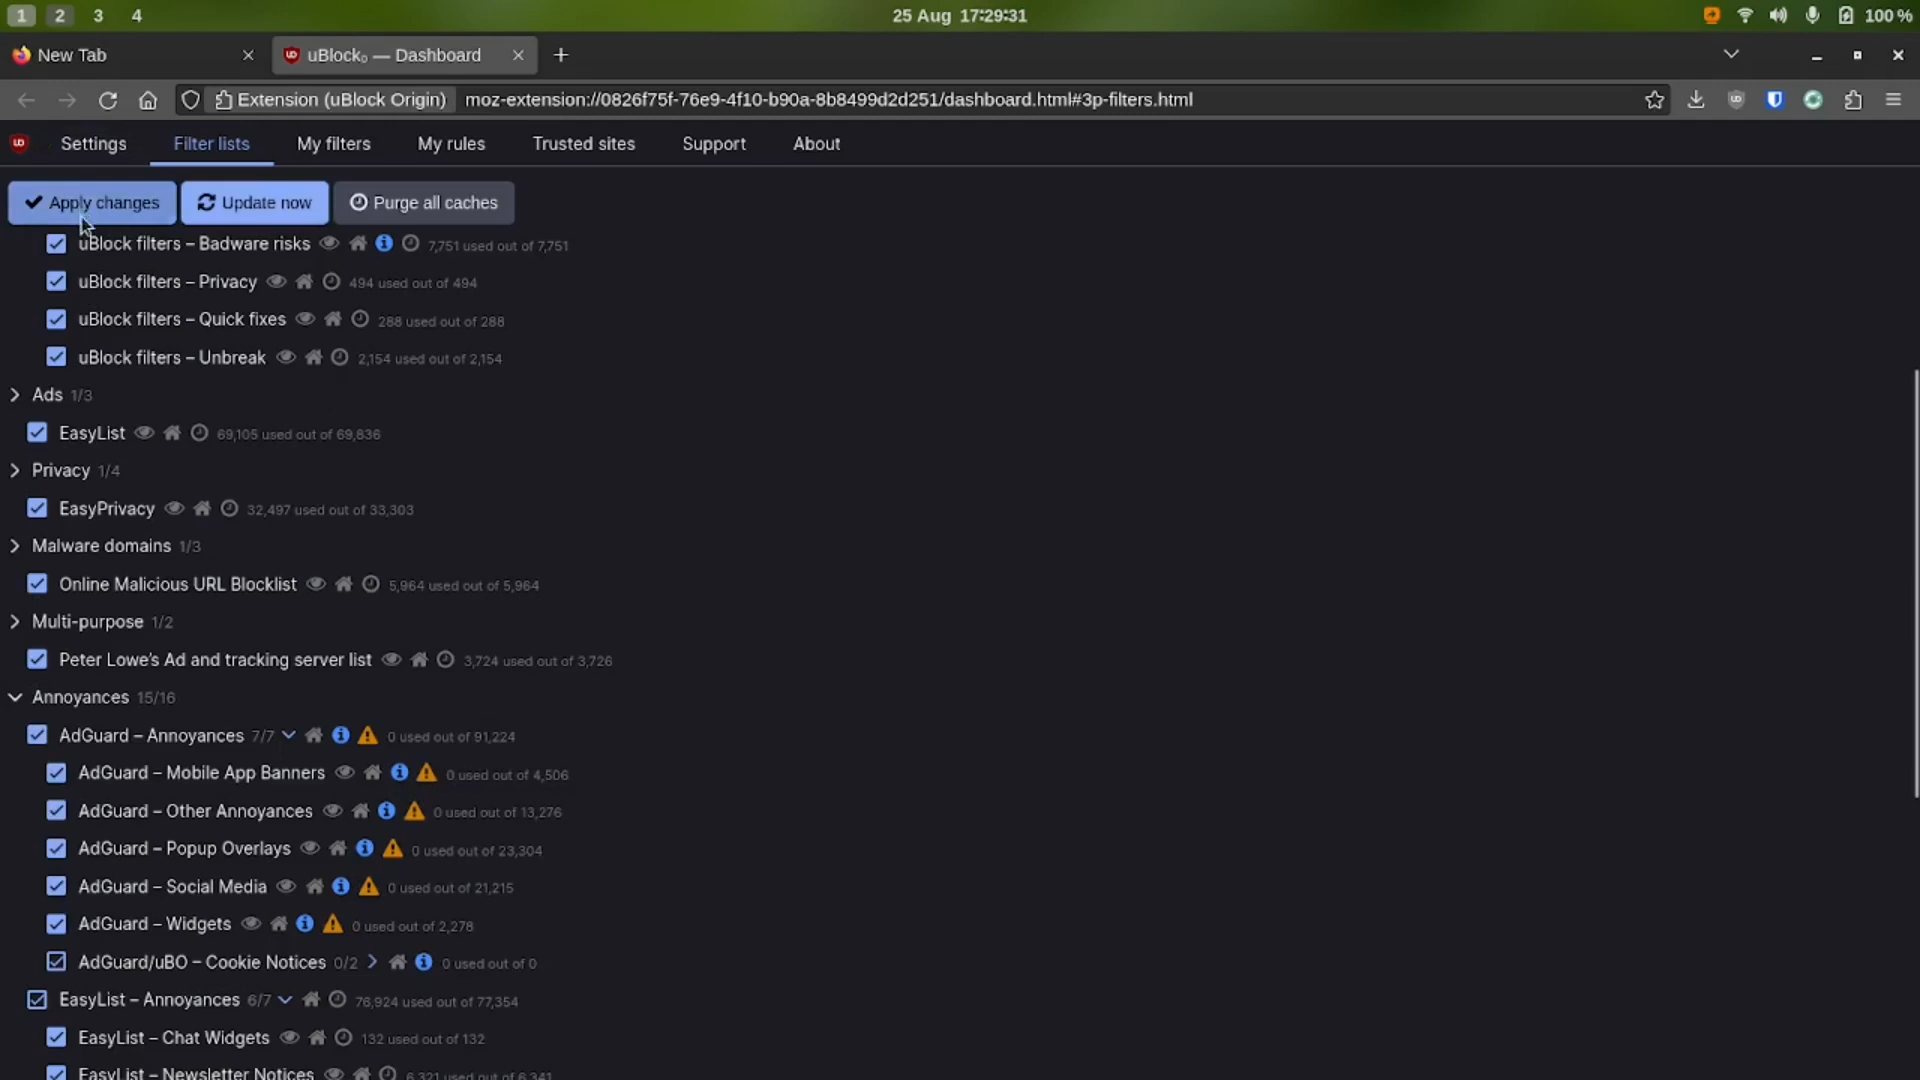 1 2 3 4 25 Aug 17:29:31 100 %
New Tab uBlock₀ — Dashboard
Extension (uBlock Origin) moz-extension://0826f75f-76e9-4f10-b90a-8b8499d2d251/dashboard.html#3p-filters.html
Settings Filter lists My filters My rules Trusted sites Support About
Apply changes Update now Purge all caches
uBlock filters – Badware risks 7,751 used out of 7,751
uBlock filters – Privacy 494 used out of 494
uBlock filters – Quick fixes 288 used out of 288
uBlock filters – Unbreak 2,154 used out of 2,154
Ads 1/3
EasyList 69,105 used out of 69,836
Privacy 1/4
EasyPrivacy 32,497 used out of 33,303
Malware domains 1/3
Online Malicious URL Blocklist 5,964 used out of 5,964
Multi-purpose 1/2
Peter Lowe’s Ad and tracking server list 3,724 used out of 3,726
Annoyances 15/16
AdGuard – Annoyances 7/7 0 used out of 91,224
AdGuard – Mobile App Banners 0 used out of 4,506
AdGuard – Other Annoyances 0 used out of 13,276
AdGuard – Popup Overlays 0 used out of 23,304
AdGuard – Social Media 0 used out of 21,215
AdGuard – Widgets 0 used out of 2,278
AdGuard/uBO – Cookie Notices 0/2 0 used out of 0
EasyList – Annoyances 6/7 76,924 used out of 77,354
EasyList – Chat Widgets 132 used out of 132
EasyList – Newsletter Notices 6,321 used out of 6,341